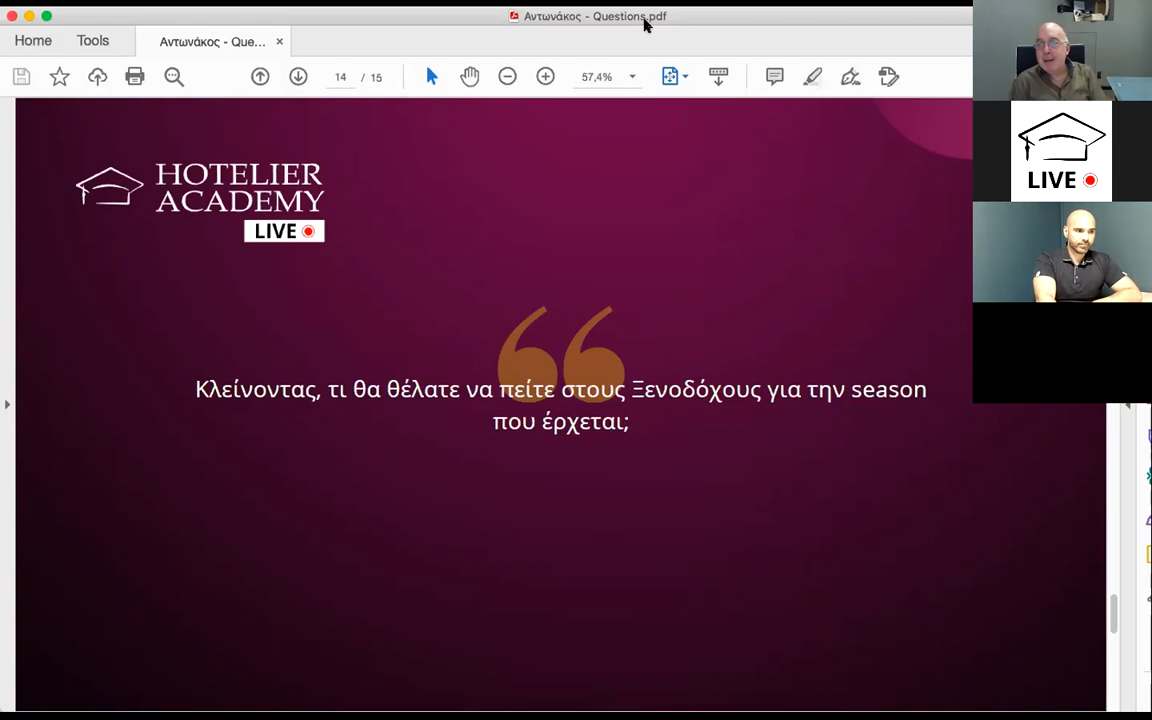 Αντωνάκος - Questions.pdf
Home
Tools
Αντωνάκος - Que...
14 / 15
57,4%
HOTELIER
ACADEMY
LIVE
LIVE
Κλείνοντας, τι θα θέλατε να πείτε στους Ξενοδόχους για την season
που έρχεται;